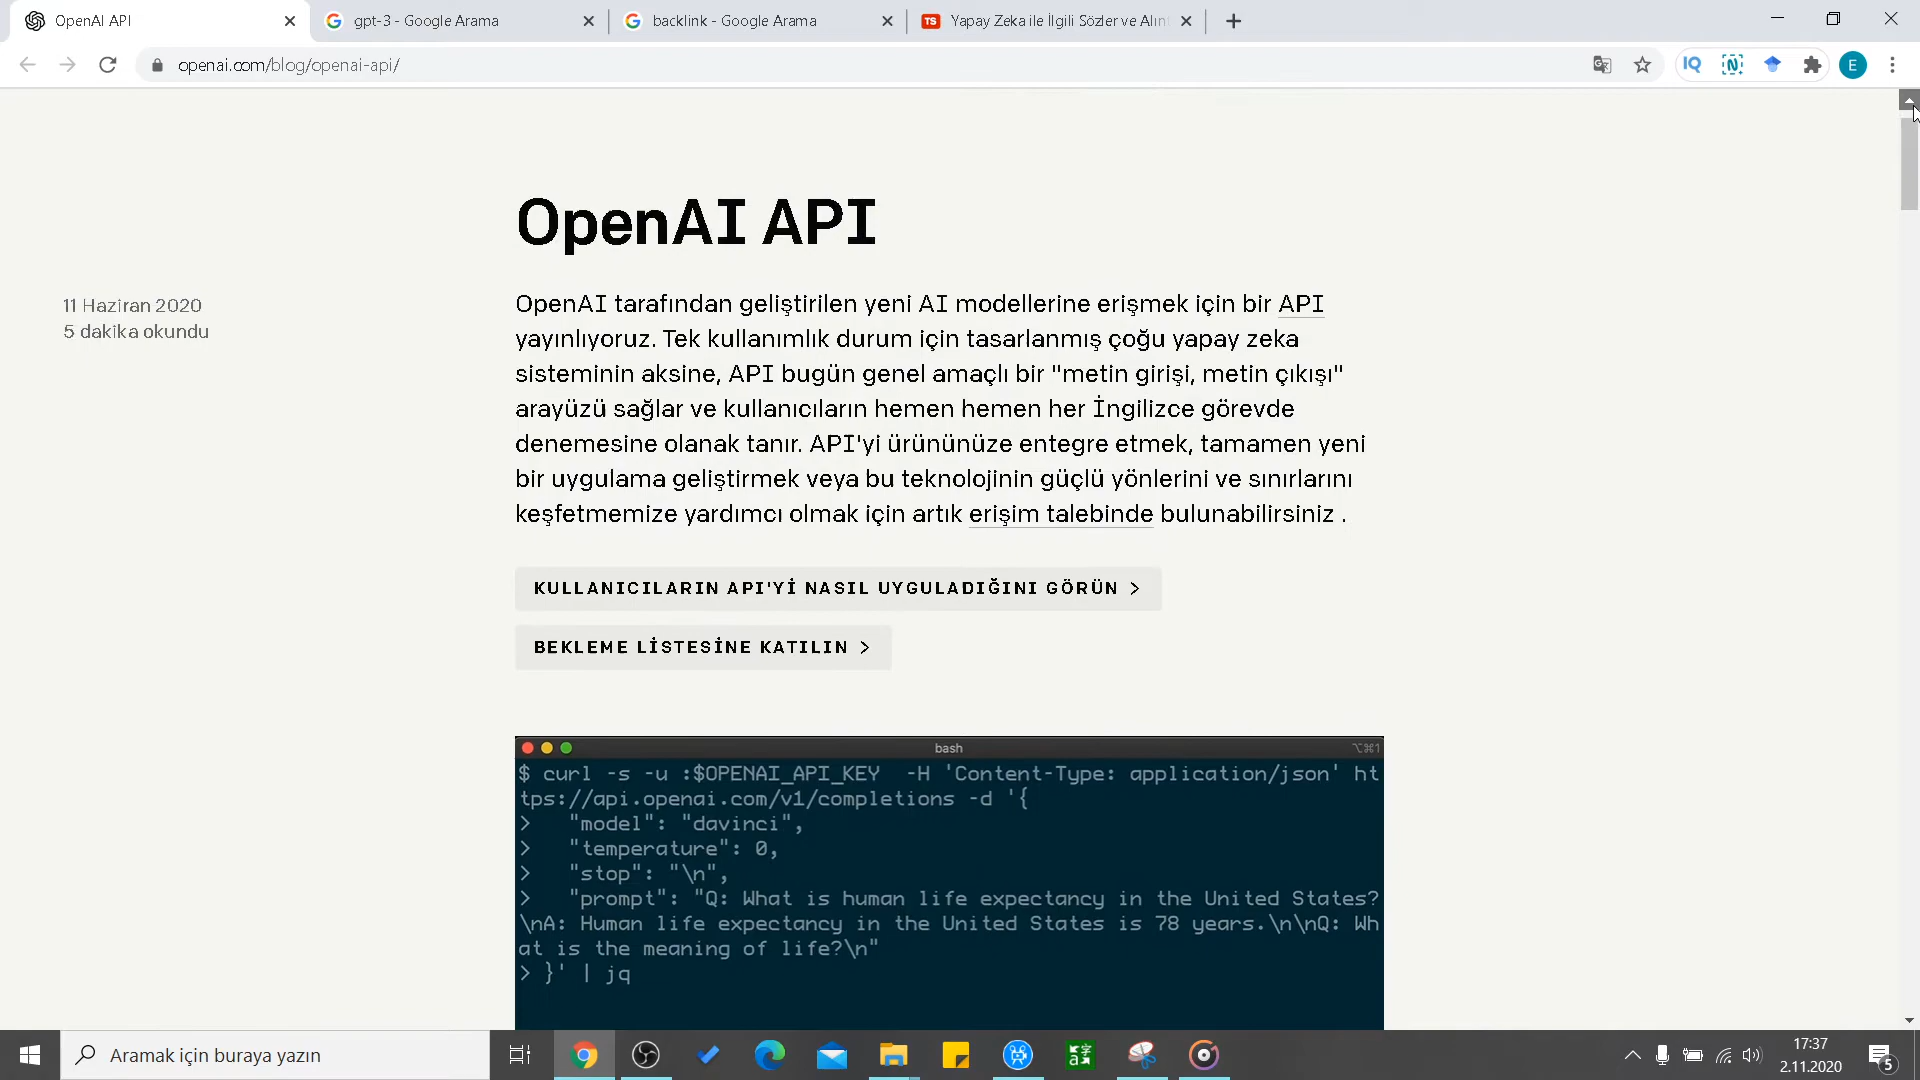 OpenAI API
gpt-3 - Google Arama
backlink - Google Arama
TS
Yapay Zeka ile İlgili Sözler ve Alın
openai.com/blog/openai-api/
IQ
N
E
OpenAI API
11 Haziran 2020
5 dakika okundu
OpenAI tarafından geliştirilen yeni AI modellerine erişmek için bir API
yayınlıyoruz. Tek kullanımlık durum için tasarlanmış çoğu yapay zeka
sisteminin aksine, API bugün genel amaçlı bir "metin girişi, metin çıkışı"
arayüzü sağlar ve kullanıcıların hemen hemen her İngilizce görevde
denemesine olanak tanır. API'yi ürününüze entegre etmek, tamamen yeni
bir uygulama geliştirmek veya bu teknolojinin güçlü yönlerini ve sınırlarını
keşfetmemize yardımcı olmak için artık erişim talebinde bulunabilirsiniz .
KULLANICILARIN API'Yİ NASIL UYGULADIĞINI GÖRÜN >
BEKLEME LİSTESİNE KATILIN >
bash
⌥⌘1
$ curl -s -u :$OPENAI_API_KEY  -H 'Content-Type: application/json' ht
tps://api.openai.com/v1/completions -d '{
>   "model": "davinci",
>   "temperature": 0,
>   "stop": "\n",
>   "prompt": "Q: What is human life expectancy in the United States?
\nA: Human life expectancy in the United States is 78 years.\n\nQ: Wh
at is the meaning of life?\n"
> }' | jq
Aramak için buraya yazın
17:37
2.11.2020
5